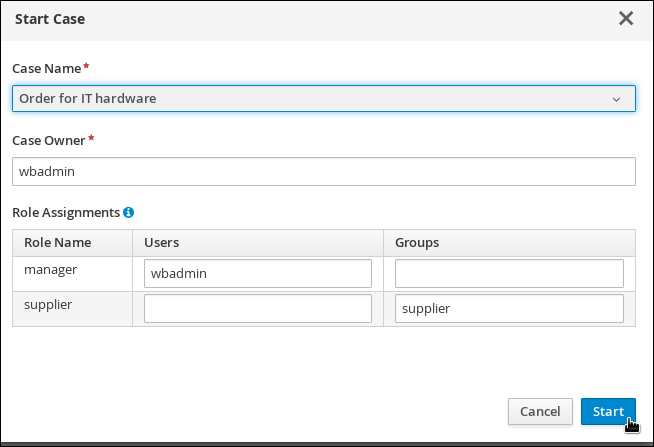 Start Case
Case Name*
Order for IT hardware
Case Owner*
wbadmin
Role Assignments
Role Name Users Groups
manager wbadmin
supplier supplier
Cancel Start